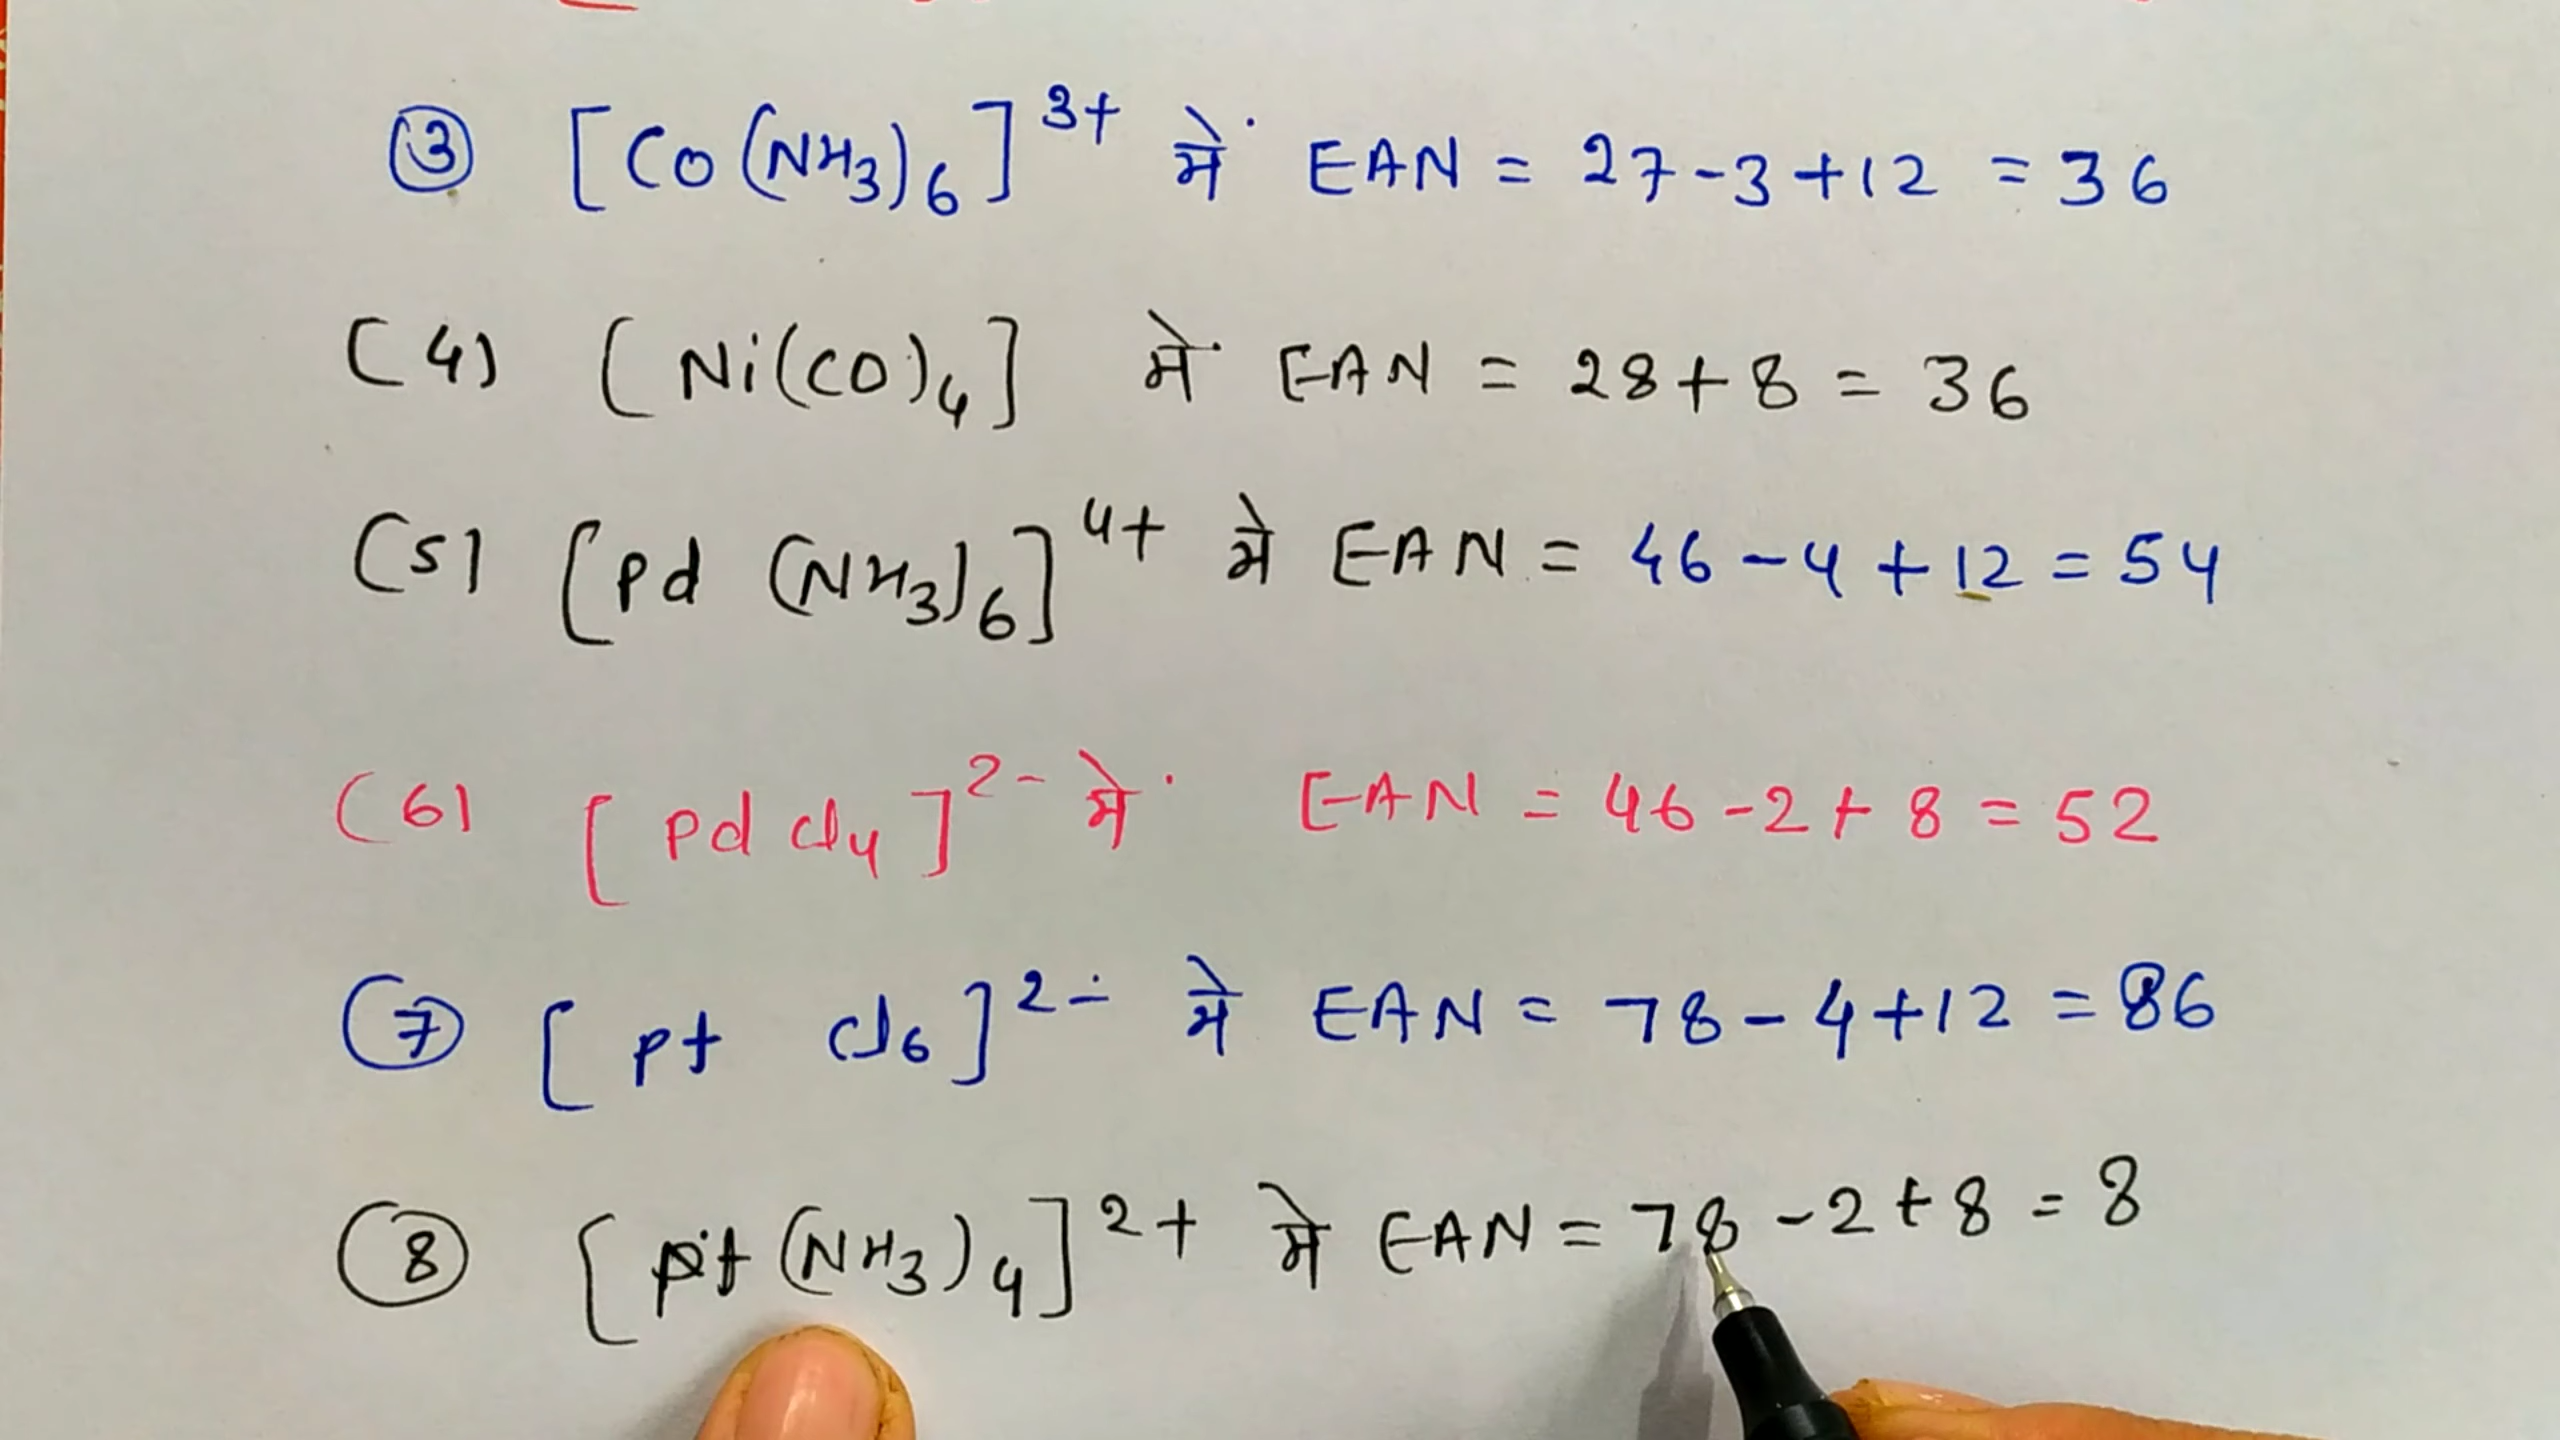 ③ [Co(NH3)6]3+ में EAN = 27-3+12 = 36
(4) [Ni(CO)4] में EAN = 28+8 = 36
(5) [Pd (NH3)6]4+ मे EAN = 46-4+12 = 54
(6) [Pd Cl4]2- में EAN = 46-2+8 = 52
⑦ [Pt Cl6]2- मे EAN = 78-4+12 = 86
⑧ [Pt (NH3)4]2+ मे EAN = 78-2+8 = 8